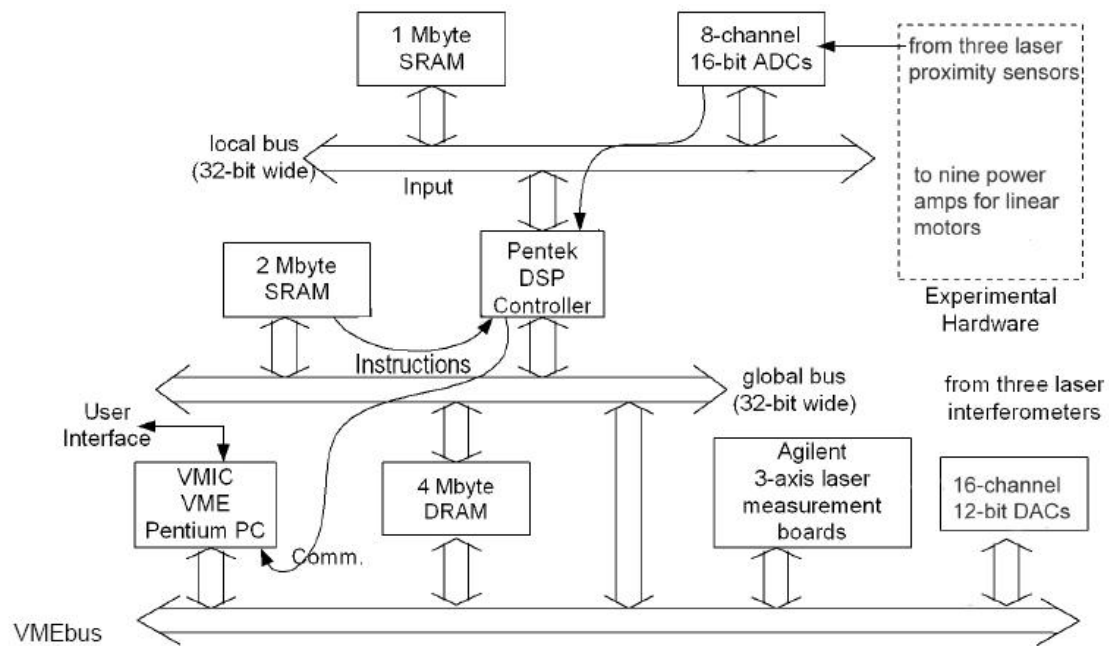 1 Mbyte
SRAM
8-channel
16-bit ADCs
from three laser
proximity sensors
local bus
(32-bit wide)
Input
to nine power
amps for linear
motors
Pentek
DSP
Controller
2 Mbyte
SRAM
Experimental
Hardware
Instructions
global bus
(32-bit wide)
from three laser
interferometers
User
Interface
VMIC
VME
Pentium PC
4 Mbyte
DRAM
Agilent
3-axis laser
measurement
boards
16-channel
12-bit DACs
Comm.
VMEbus